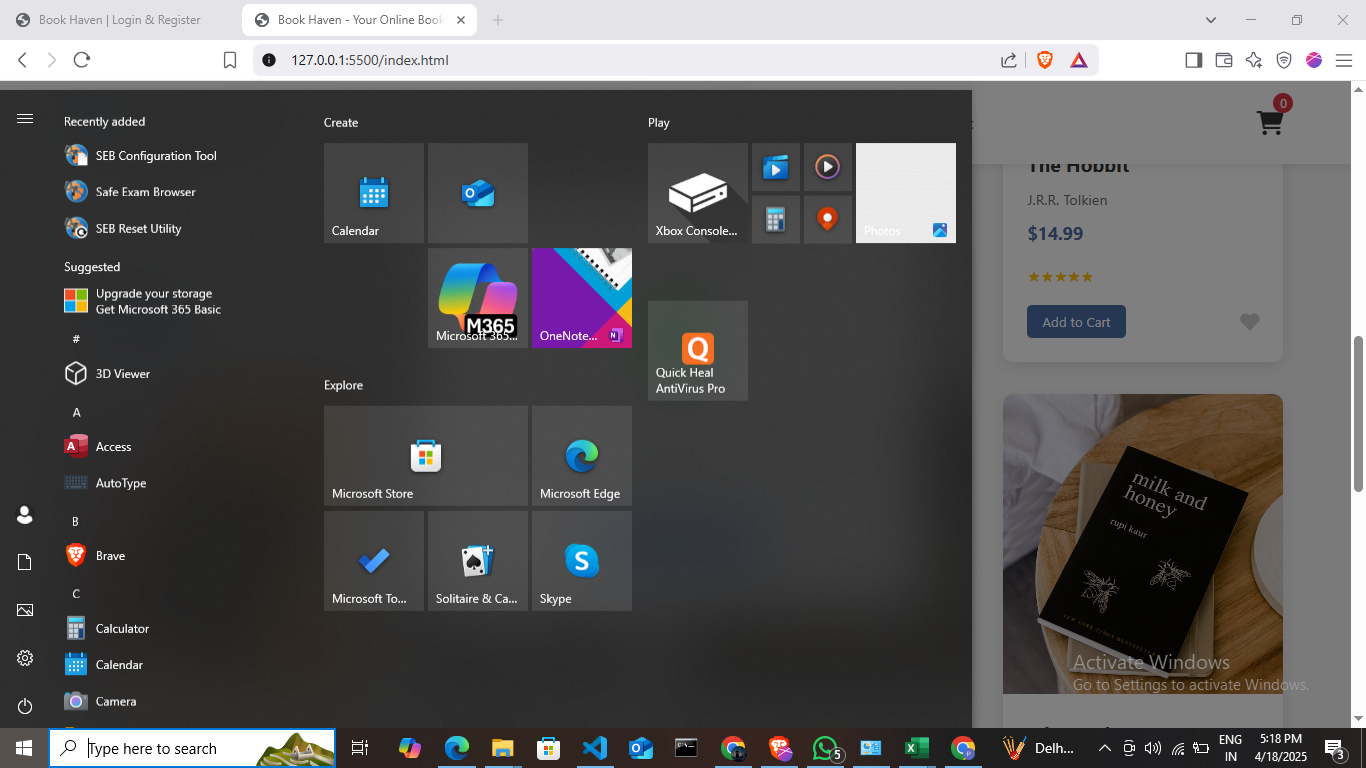 Book Haven | Login & Register
Book Haven - Your Online Book
127.0.0.1:5500/index.html
0
Recently added
SEB Configuration Tool
Safe Exam Browser
SEB Reset Utility
Suggested
Upgrade your storage
Get Microsoft 365 Basic
#
3D Viewer
A
Access
AutoType
B
Brave
C
Calculator
Calendar
Camera
Create
Calendar
M365
Microsoft 365...
OneNote...
Explore
Microsoft Store
Microsoft Edge
Microsoft To...
Solitaire & Ca...
Skype
Play
Xbox Console...
Photos
Quick Heal
AntiVirus Pro
The Hobbit
J.R.R. Tolkien
$14.99
★★★★★
Add to Cart
milk and
honey
rupi kaur
Activate Windows
Go to Settings to activate Windows.
Type here to search
5
Delh...
ENG
IN
5:18 PM
4/18/2025
3